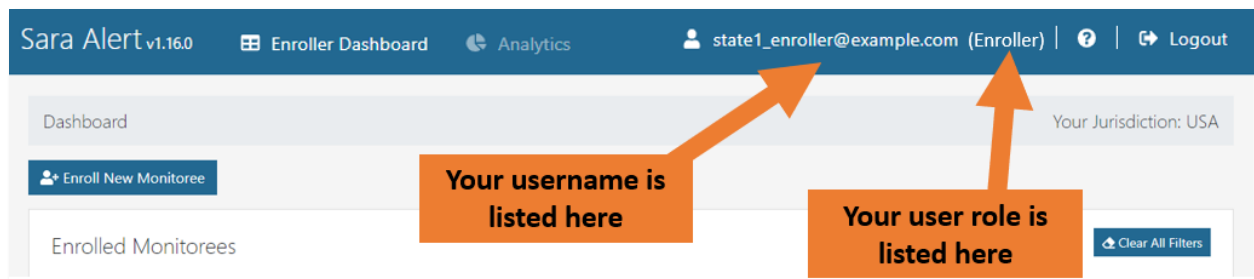 Sara Alert v1.16.0 Enroller Dashboard Analytics state1_enroller@example.com (Enroller) | ? | Logout
Dashboard Your Jurisdiction: USA
Enroll New Monitoree
Your username is
listed here
Your user role is
listed here
Enrolled Monitorees
Clear All Filters